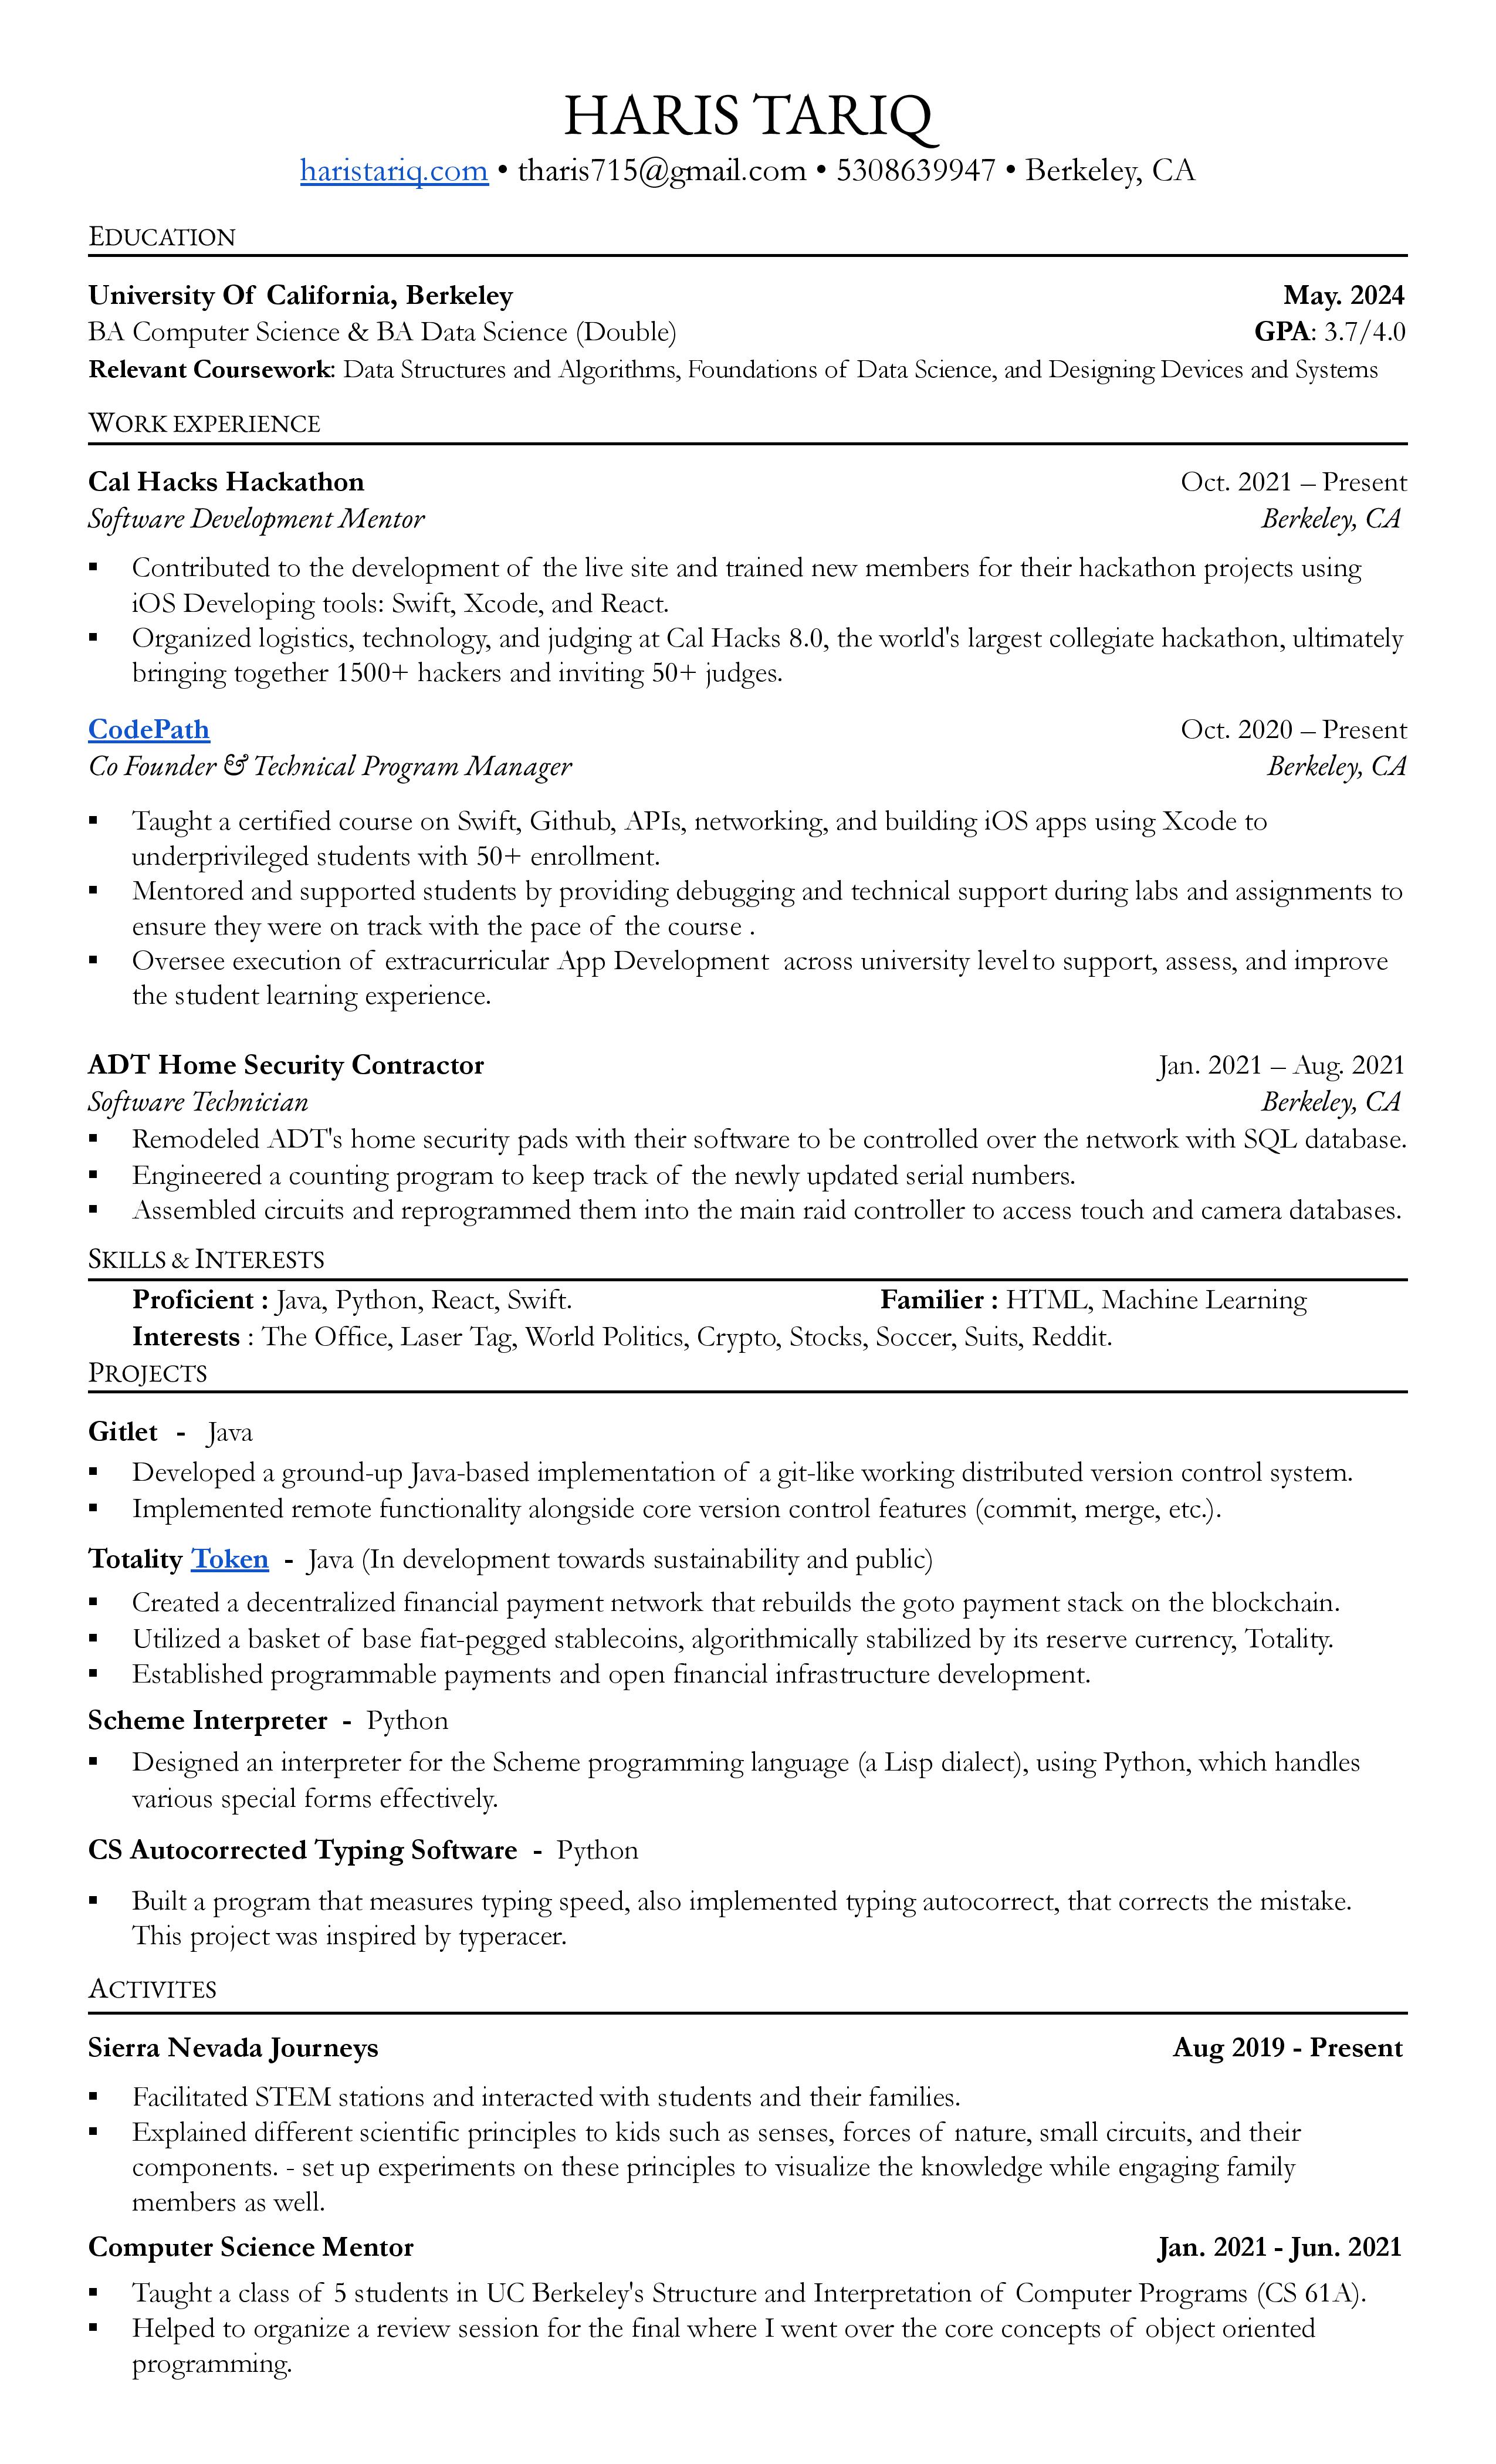 HARIS TARIQ
haristariq.com • tharis715@gmail.com • 5308639947 • Berkeley, CA
EDUCATION
University Of California, Berkeley May. 2024
BA Computer Science & BA Data Science (Double) GPA: 3.7/4.0
Relevant Coursework: Data Structures and Algorithms, Foundations of Data Science, and Designing Devices and Systems
WORK EXPERIENCE
Cal Hacks Hackathon Oct. 2021 – Present
Software Development Mentor Berkeley, CA
▪ Contributed to the development of the live site and trained new members for their hackathon projects using
iOS Developing tools: Swift, Xcode, and React.
▪ Organized logistics, technology, and judging at Cal Hacks 8.0, the world's largest collegiate hackathon, ultimately
bringing together 1500+ hackers and inviting 50+ judges.
CodePath Oct. 2020 – Present
Co Founder & Technical Program Manager Berkeley, CA
▪ Taught a certified course on Swift, Github, APIs, networking, and building iOS apps using Xcode to
underprivileged students with 50+ enrollment.
▪ Mentored and supported students by providing debugging and technical support during labs and assignments to
ensure they were on track with the pace of the course .
▪ Oversee execution of extracurricular App Development across university level to support, assess, and improve
the student learning experience.
ADT Home Security Contractor Jan. 2021 – Aug. 2021
Software Technician Berkeley, CA
▪ Remodeled ADT's home security pads with their software to be controlled over the network with SQL database.
▪ Engineered a counting program to keep track of the newly updated serial numbers.
▪ Assembled circuits and reprogrammed them into the main raid controller to access touch and camera databases.
SKILLS & INTERESTS
Proficient : Java, Python, React, Swift. Familier : HTML, Machine Learning
Interests : The Office, Laser Tag, World Politics, Crypto, Stocks, Soccer, Suits, Reddit.
PROJECTS
Gitlet - Java
▪ Developed a ground-up Java-based implementation of a git-like working distributed version control system.
▪ Implemented remote functionality alongside core version control features (commit, merge, etc.).
Totality Token - Java (In development towards sustainability and public)
▪ Created a decentralized financial payment network that rebuilds the goto payment stack on the blockchain.
▪ Utilized a basket of base fiat-pegged stablecoins, algorithmically stabilized by its reserve currency, Totality.
▪ Established programmable payments and open financial infrastructure development.
Scheme Interpreter - Python
▪ Designed an interpreter for the Scheme programming language (a Lisp dialect), using Python, which handles
various special forms effectively.
CS Autocorrected Typing Software - Python
▪ Built a program that measures typing speed, also implemented typing autocorrect, that corrects the mistake.
This project was inspired by typeracer.
ACTIVITES
Sierra Nevada Journeys Aug 2019 - Present
▪ Facilitated STEM stations and interacted with students and their families.
▪ Explained different scientific principles to kids such as senses, forces of nature, small circuits, and their
components. - set up experiments on these principles to visualize the knowledge while engaging family
members as well.
Computer Science Mentor Jan. 2021 - Jun. 2021
▪ Taught a class of 5 students in UC Berkeley's Structure and Interpretation of Computer Programs (CS 61A).
▪ Helped to organize a review session for the final where I went over the core concepts of object oriented
programming.